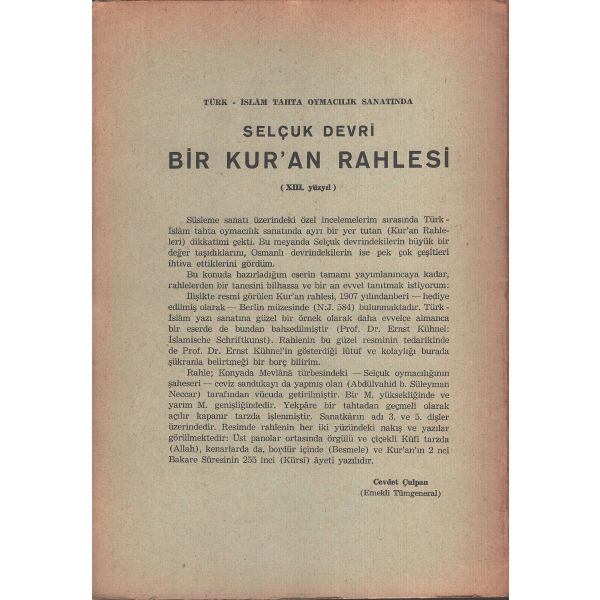 TÜRK - İSLÂM TAHTA OYMACILIK SANATINDA
SELÇUK DEVRİ
BİR KUR'AN RAHLESİ
( XIII. yüzyıl )
Süsleme sanatı üzerindeki özel incelemelerim sırasında Türk -
İslâm tahta oymacılık sanatında ayrı bir yer tutan (Kur'an Rahle-
leri) dikkatimi çekti. Bu meyanda Selçuk devrindekilerin büyük bir
değer taşıdıklarını, Osmanlı devrindekilerin ise pek çok çeşitleri
ihtiva ettiklerini gördüm.
Bu konuda hazırladığım eserin tamamı yayımlanıncaya kadar,
rahlelerden bir tanesini bilhassa ve bir an evvel tanıtmak istiyorum:
İlişikte resmi görülen Kur'an rahlesi, 1907 yılındanberi — hediye
edilmiş olarak — Berlin müzesinde (N:J. 584) bulunmaktadır. Türk -
İslâm yazı sanatına güzel bir örnek olarak daha evvelce almanca
bir eserde de bundan bahsedilmiştir (Prof. Dr. Ernst Kühnel:
Islamische Schriftkunst). Rahlenin bu güzel resminin tedarikinde
de Prof. Dr. Ernst Kühnel'in gösterdiği lütuf ve kolaylığı burada
şükranla belirtmeği bir borç bilirim.
Rahle; Konyada Mevlânâ türbesindeki — Selçuk oymacılığının
şaheseri — ceviz sandukayı da yapmış olan (Abdülvahid b. Süleyman
Neccar) tarafından vücuda getirilmiştir. Bir M. yüksekliğinde ve
yarım M. genişliğindedir. Yekpâre bir tahtadan geçmeli olarak
açılır kapanır tarzda işlenmiştir. Sanatkârın adı 3. ve 5. dişler
üzerindedir. Resimde rahlenin her iki yüzündeki nakış ve yazılar
görülmektedir: Üst panolar ortasında örgülü ve çiçekli Kûfi tarzda
(Allah), kenarlarda da, bordür içinde (Besmele) ve Kur'an'ın 2 nci
Bakare Sûresinin 255 inci (Kürsî) âyeti yazılıdır.
Cevdet Çulpan
(Emekli Tümgeneral)